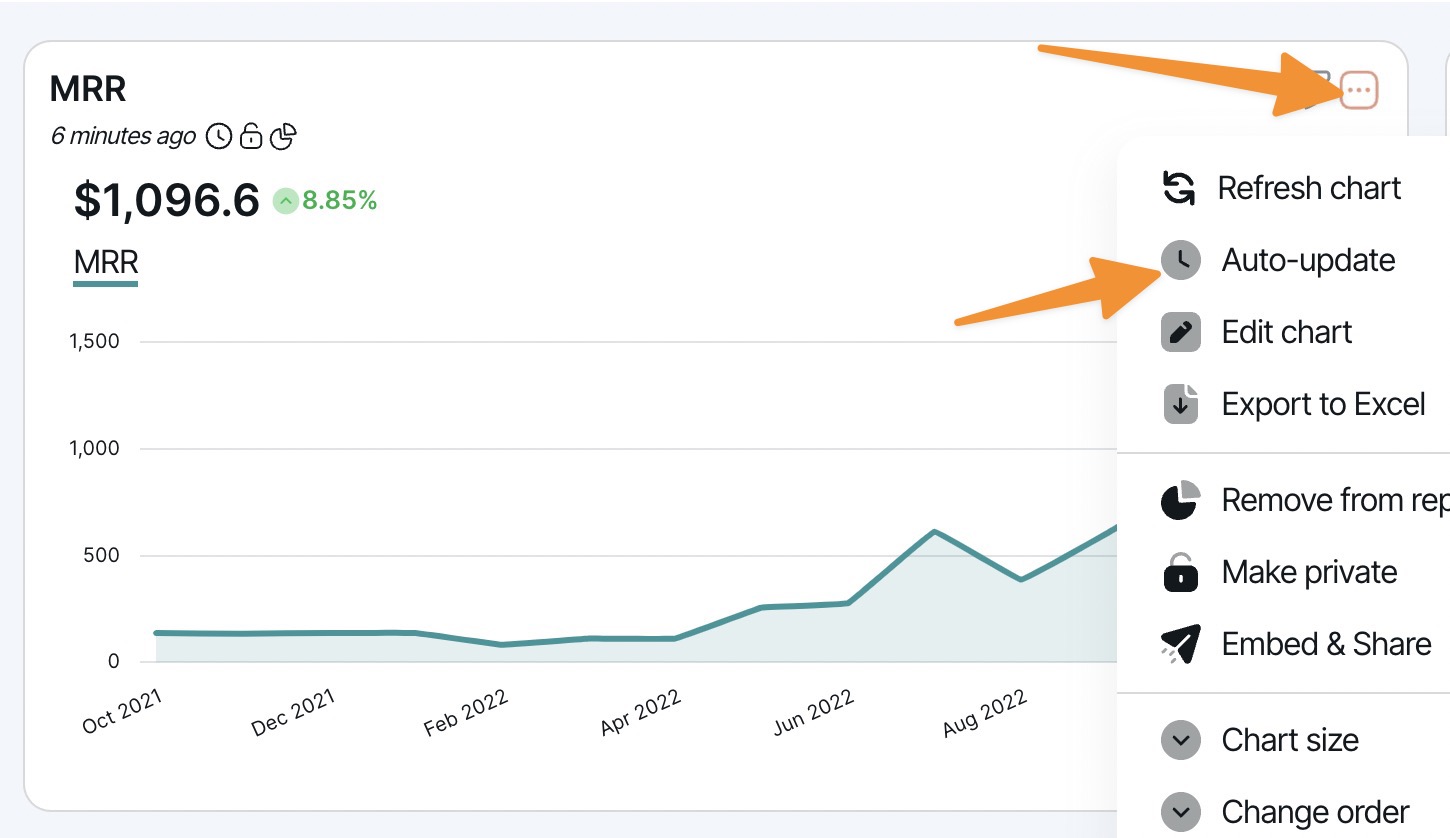 MRR
6 minutes ago
$1,096.6 8.85%
MRR
1,500
1,000
500
0
Oct 2021
Dec 2021
Feb 2022
Apr 2022
Jun 2022
Aug 2022
Refresh chart
Auto-update
Edit chart
Export to Excel
Remove from rep
Make private
Embed & Share
Chart size
Change order